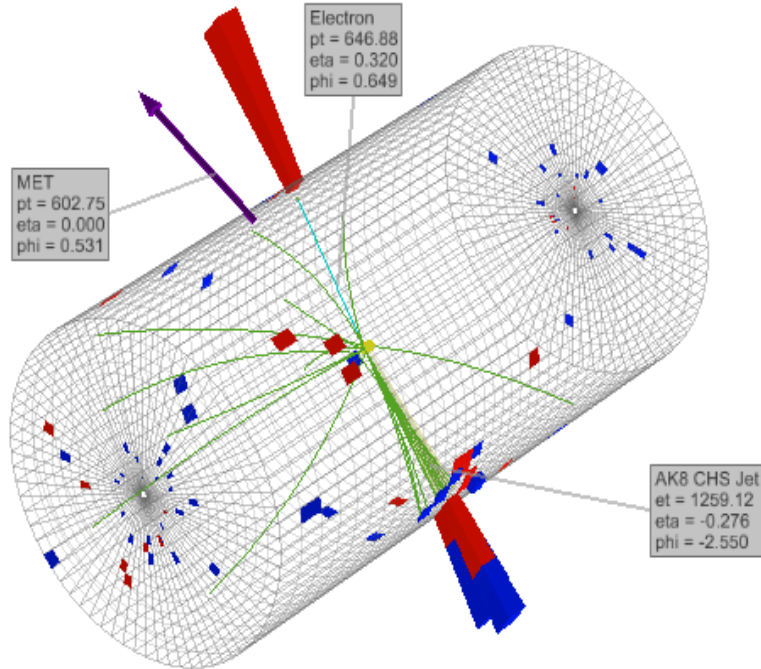 Electron
pt = 646.88
eta = 0.320
phi = 0.649
MET
pt = 602.75
eta = 0.000
phi = 0.531
AK8 CHS Jet
et = 1259.12
eta = -0.276
phi = -2.550